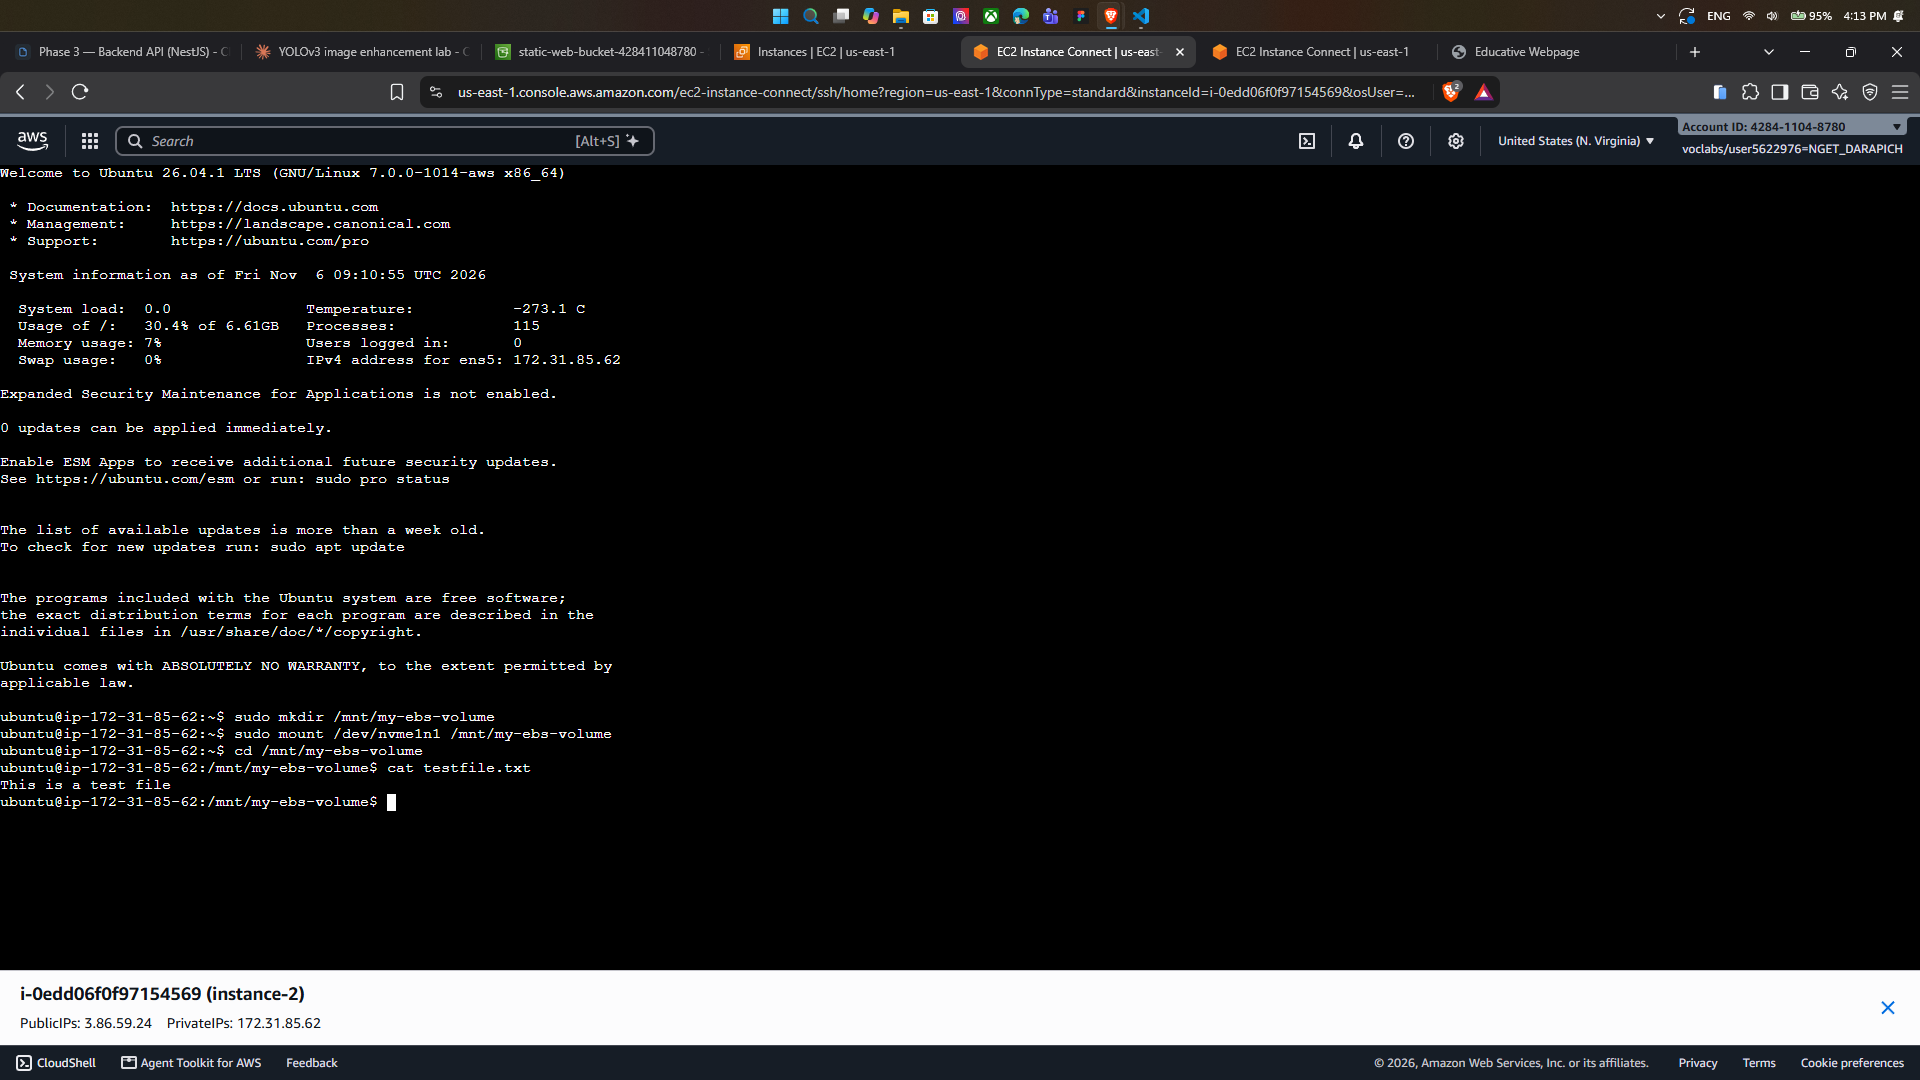 ENG
95%
4:13 PM
Phase 3 — Backend API (NestJS) - C
YOLOv3 image enhancement lab - C
static-web-bucket-428411048780 -
Instances | EC2 | us-east-1
EC2 Instance Connect | us-east-
EC2 Instance Connect | us-east-1
Educative Webpage
us-east-1.console.aws.amazon.com/ec2-instance-connect/ssh/home?region=us-east-1&connType=standard&instanceId=i-0edd06f0f97154569&osUser=...
2
aws
Search
[Alt+S]
United States (N. Virginia)
Account ID: 4284-1104-8780
voclabs/user5622976=NGET_DARAPICH
Welcome to Ubuntu 26.04.1 LTS (GNU/Linux 7.0.0-1014-aws x86_64)
* Documentation:  https://docs.ubuntu.com
* Management:     https://landscape.canonical.com
* Support:        https://ubuntu.com/pro
System information as of Fri Nov  6 09:10:55 UTC 2026
System load:  0.0               Temperature:           -273.1 C
Usage of /:   30.4% of 6.61GB   Processes:             115
Memory usage: 7%                Users logged in:       0
Swap usage:   0%                IPv4 address for ens5: 172.31.85.62
Expanded Security Maintenance for Applications is not enabled.
0 updates can be applied immediately.
Enable ESM Apps to receive additional future security updates.
See https://ubuntu.com/esm or run: sudo pro status
The list of available updates is more than a week old.
To check for new updates run: sudo apt update
The programs included with the Ubuntu system are free software;
the exact distribution terms for each program are described in the
individual files in /usr/share/doc/*/copyright.
Ubuntu comes with ABSOLUTELY NO WARRANTY, to the extent permitted by
applicable law.
ubuntu@ip-172-31-85-62:~$ sudo mkdir /mnt/my-ebs-volume
ubuntu@ip-172-31-85-62:~$ sudo mount /dev/nvme1n1 /mnt/my-ebs-volume
ubuntu@ip-172-31-85-62:~$ cd /mnt/my-ebs-volume
ubuntu@ip-172-31-85-62:/mnt/my-ebs-volume$ cat testfile.txt
This is a test file
ubuntu@ip-172-31-85-62:/mnt/my-ebs-volume$
i-0edd06f0f97154569 (instance-2)
PublicIPs: 3.86.59.24    PrivateIPs: 172.31.85.62
CloudShell
Agent Toolkit for AWS
Feedback
© 2026, Amazon Web Services, Inc. or its affiliates.
Privacy
Terms
Cookie preferences